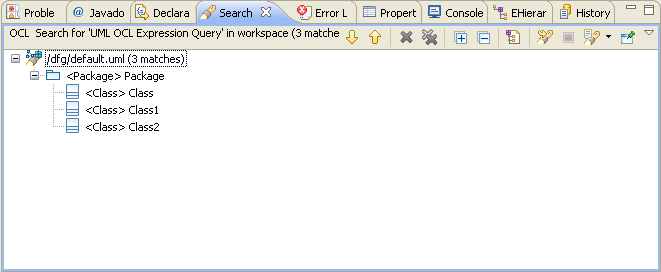 Proble @ Javado Declara Search Error L Propert Console EHierar History
OCL Search for 'UML OCL Expression Query' in workspace (3 matche
/dfg/default.uml (3 matches)
<Package> Package
<Class> Class
<Class> Class1
<Class> Class2